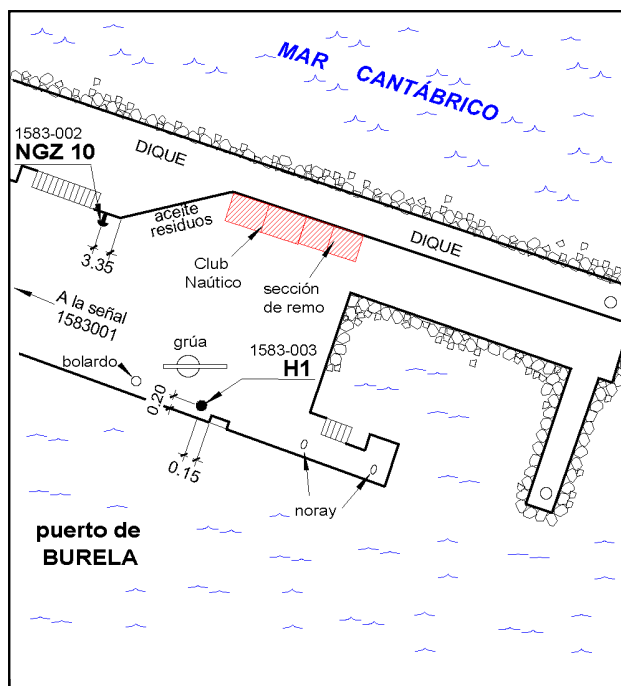 MAR CANTÁBRICO
1583-002
NGZ 10
DIQUE
aceite
residuos
DIQUE
3.35
Club
Naútico
sección
de remo
A la señal
1583001
grúa
1583-003
H1
bolardo
0.20
0.15
noray
puerto de
BURELA